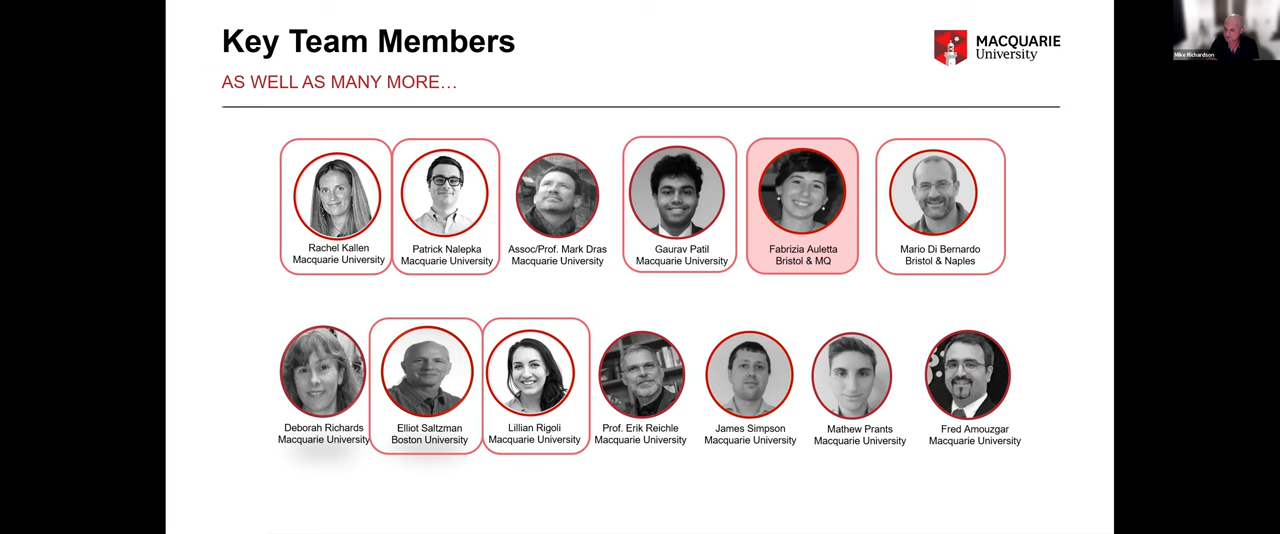 Key Team Members
MACQUARIE
University
Mike Richardson
AS WELL AS MANY MORE…
Rachel Kallen
Macquarie University
Patrick Nalepka
Macquarie University
Assoc/Prof. Mark Dras
Macquarie University
Gaurav Patil
Macquarie University
Fabrizia Auletta
Bristol & MQ
Mario Di Bernardo
Bristol & Naples
Deborah Richards
Macquarie University
Elliot Saltzman
Boston University
Lillian Rigoli
Macquarie University
Prof. Erik Reichle
Macquarie University
James Simpson
Macquarie University
Mathew Prants
Macquarie University
Fred Amouzgar
Macquarie University